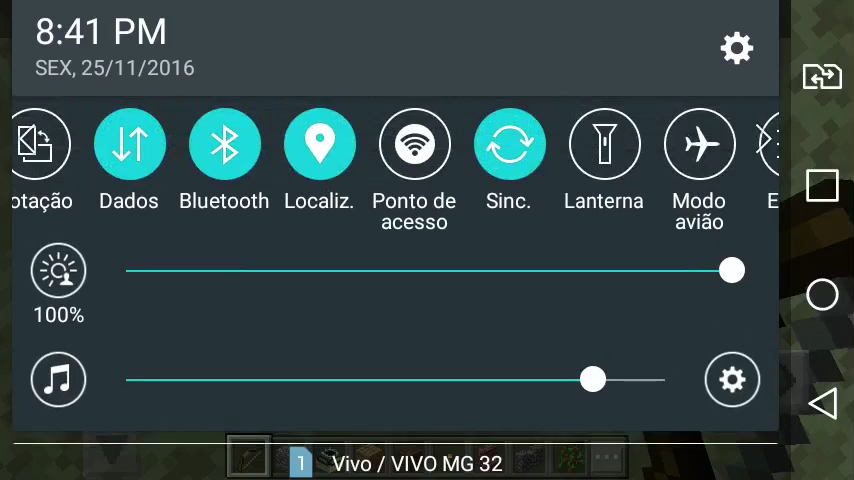 8:41 PM
SEX, 25/11/2016
otação
Dados
Bluetooth
Localiz.
Ponto de
acesso
Sinc.
Lanterna
Modo
avião
E
100%
1 Vivo / VIVO MG 32